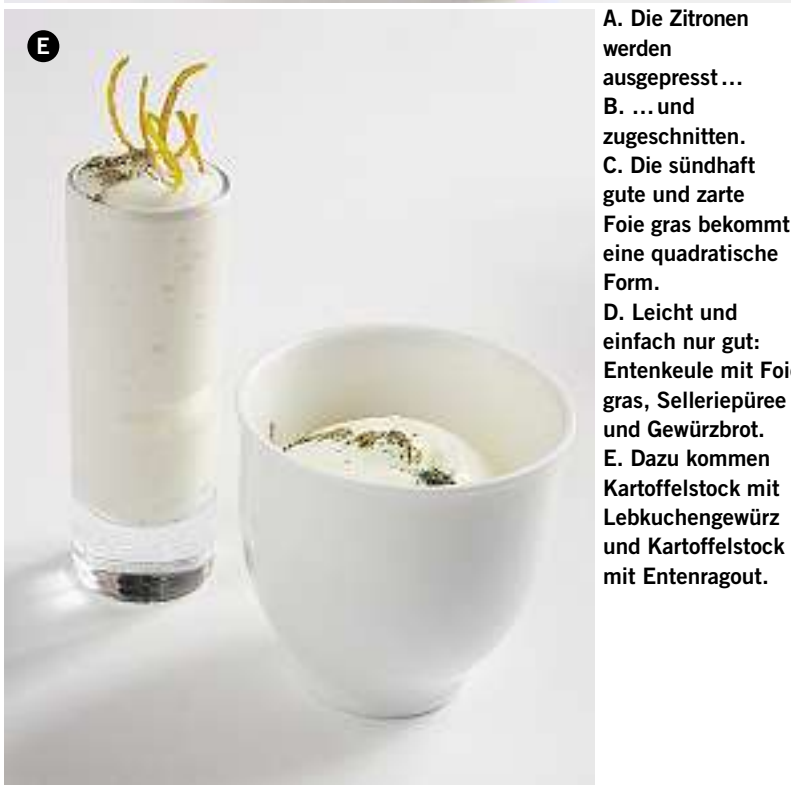 E
A. Die Zitronen
werden
ausgepresst ...
B. ... und
zugeschnitten.
C. Die sündhaft
gute und zarte
Foie gras bekommt
eine quadratische
Form.
D. Leicht und
einfach nur gut:
Entenkeule mit Foie
gras, Selleriepüree
und Gewürzbrot.
E. Dazu kommen
Kartoffelstock mit
Lebkuchengewürz
und Kartoffelstock
mit Entenragout.